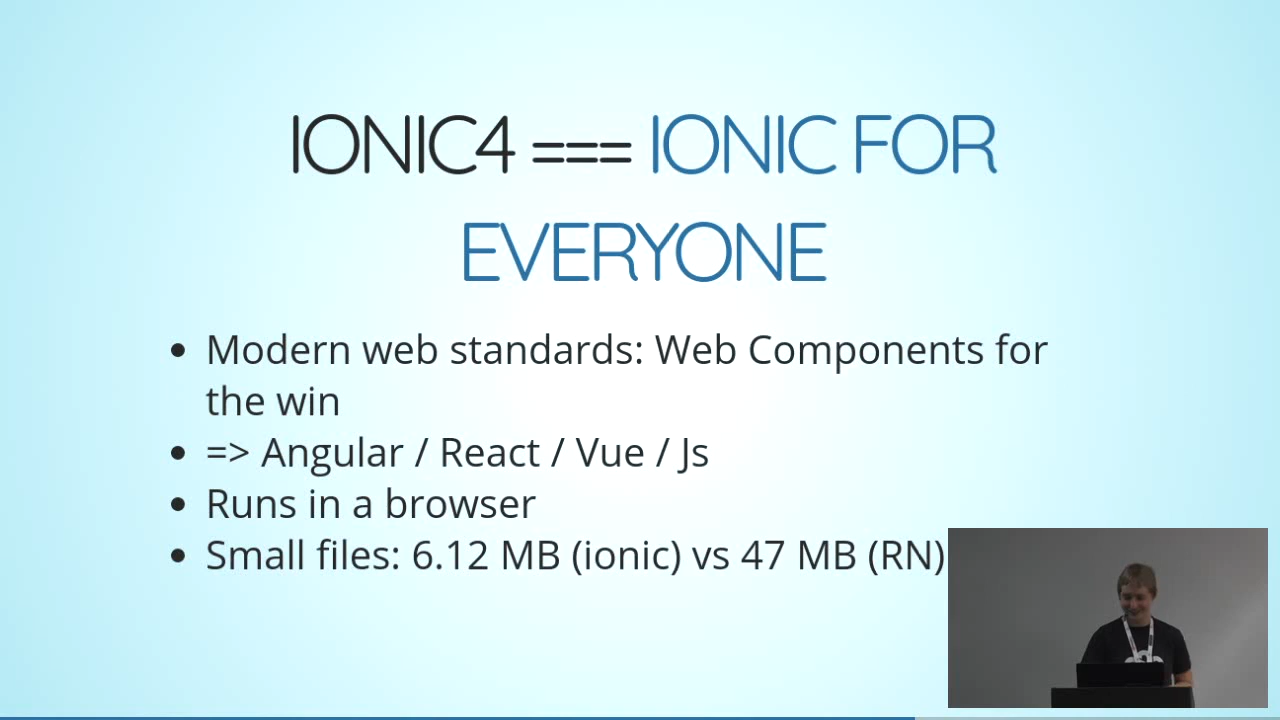 IONIC4 === IONIC FOR
EVERYONE
• Modern web standards: Web Components for
the win
• => Angular / React / Vue / Js
• Runs in a browser
• Small files: 6.12 MB (ionic) vs 47 MB (RN)